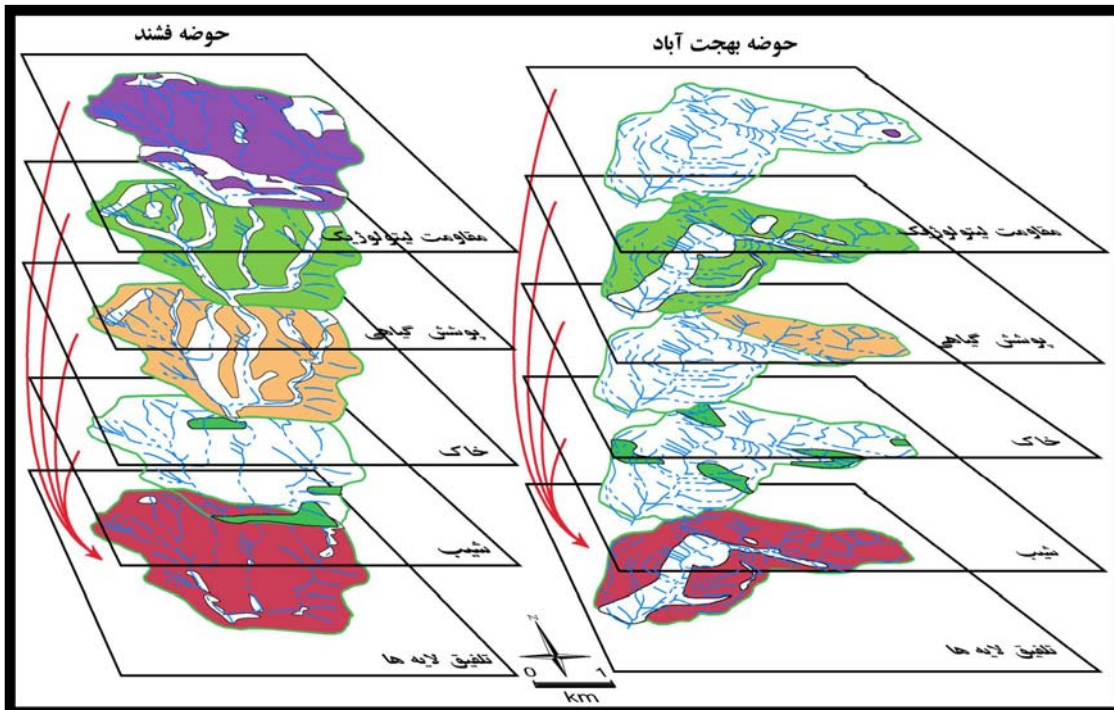 حوضه بهجت آباد
مقاومت لیتولوژیک
پوشش گیاهی
خاک
شیب
تلفیق لایه ها
حوضه فشند
مقاومت لیتولوژیک
پوشش گیاهی
خاک
شیب
تلفیق لایه ها
N
0 1
km